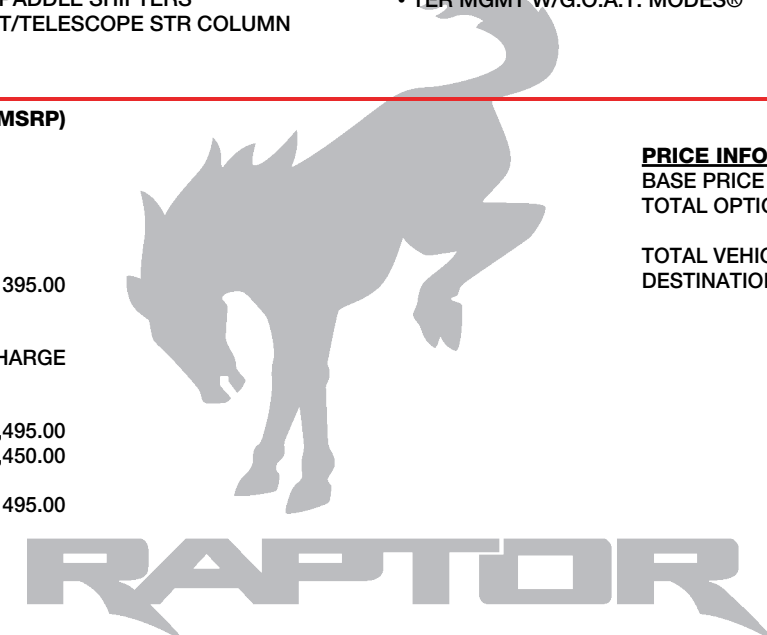 PADDLE SHIFTERS
T/TELESCOPE STR COLUMN
• TER MGMT W/G.O.A.T. MODES®
MSRP)
395.00
HARGE
,495.00
,450.00
495.00
PRICE INFO
BASE PRICE
TOTAL OPTIO
TOTAL VEHIC
DESTINATION
RAPTOR